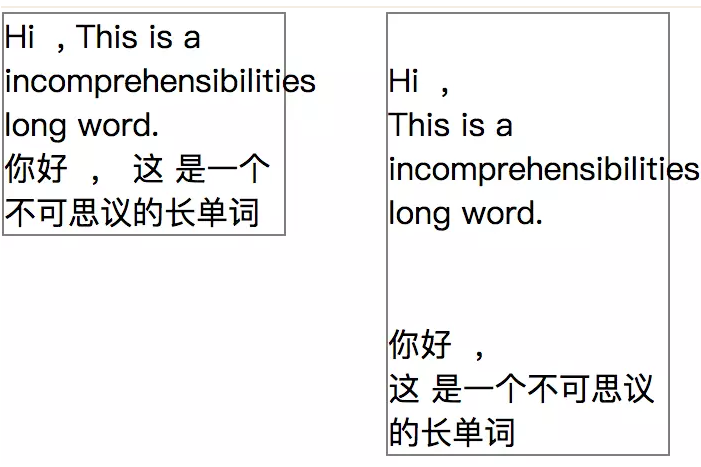 Hi ，This is a
incomprehensibilities
long word.
你好 ， 这 是一个
不可思议的长单词
Hi ，
This is a
incomprehensibilities
long word.
你好 ，
这 是一个不可思议
的长单词